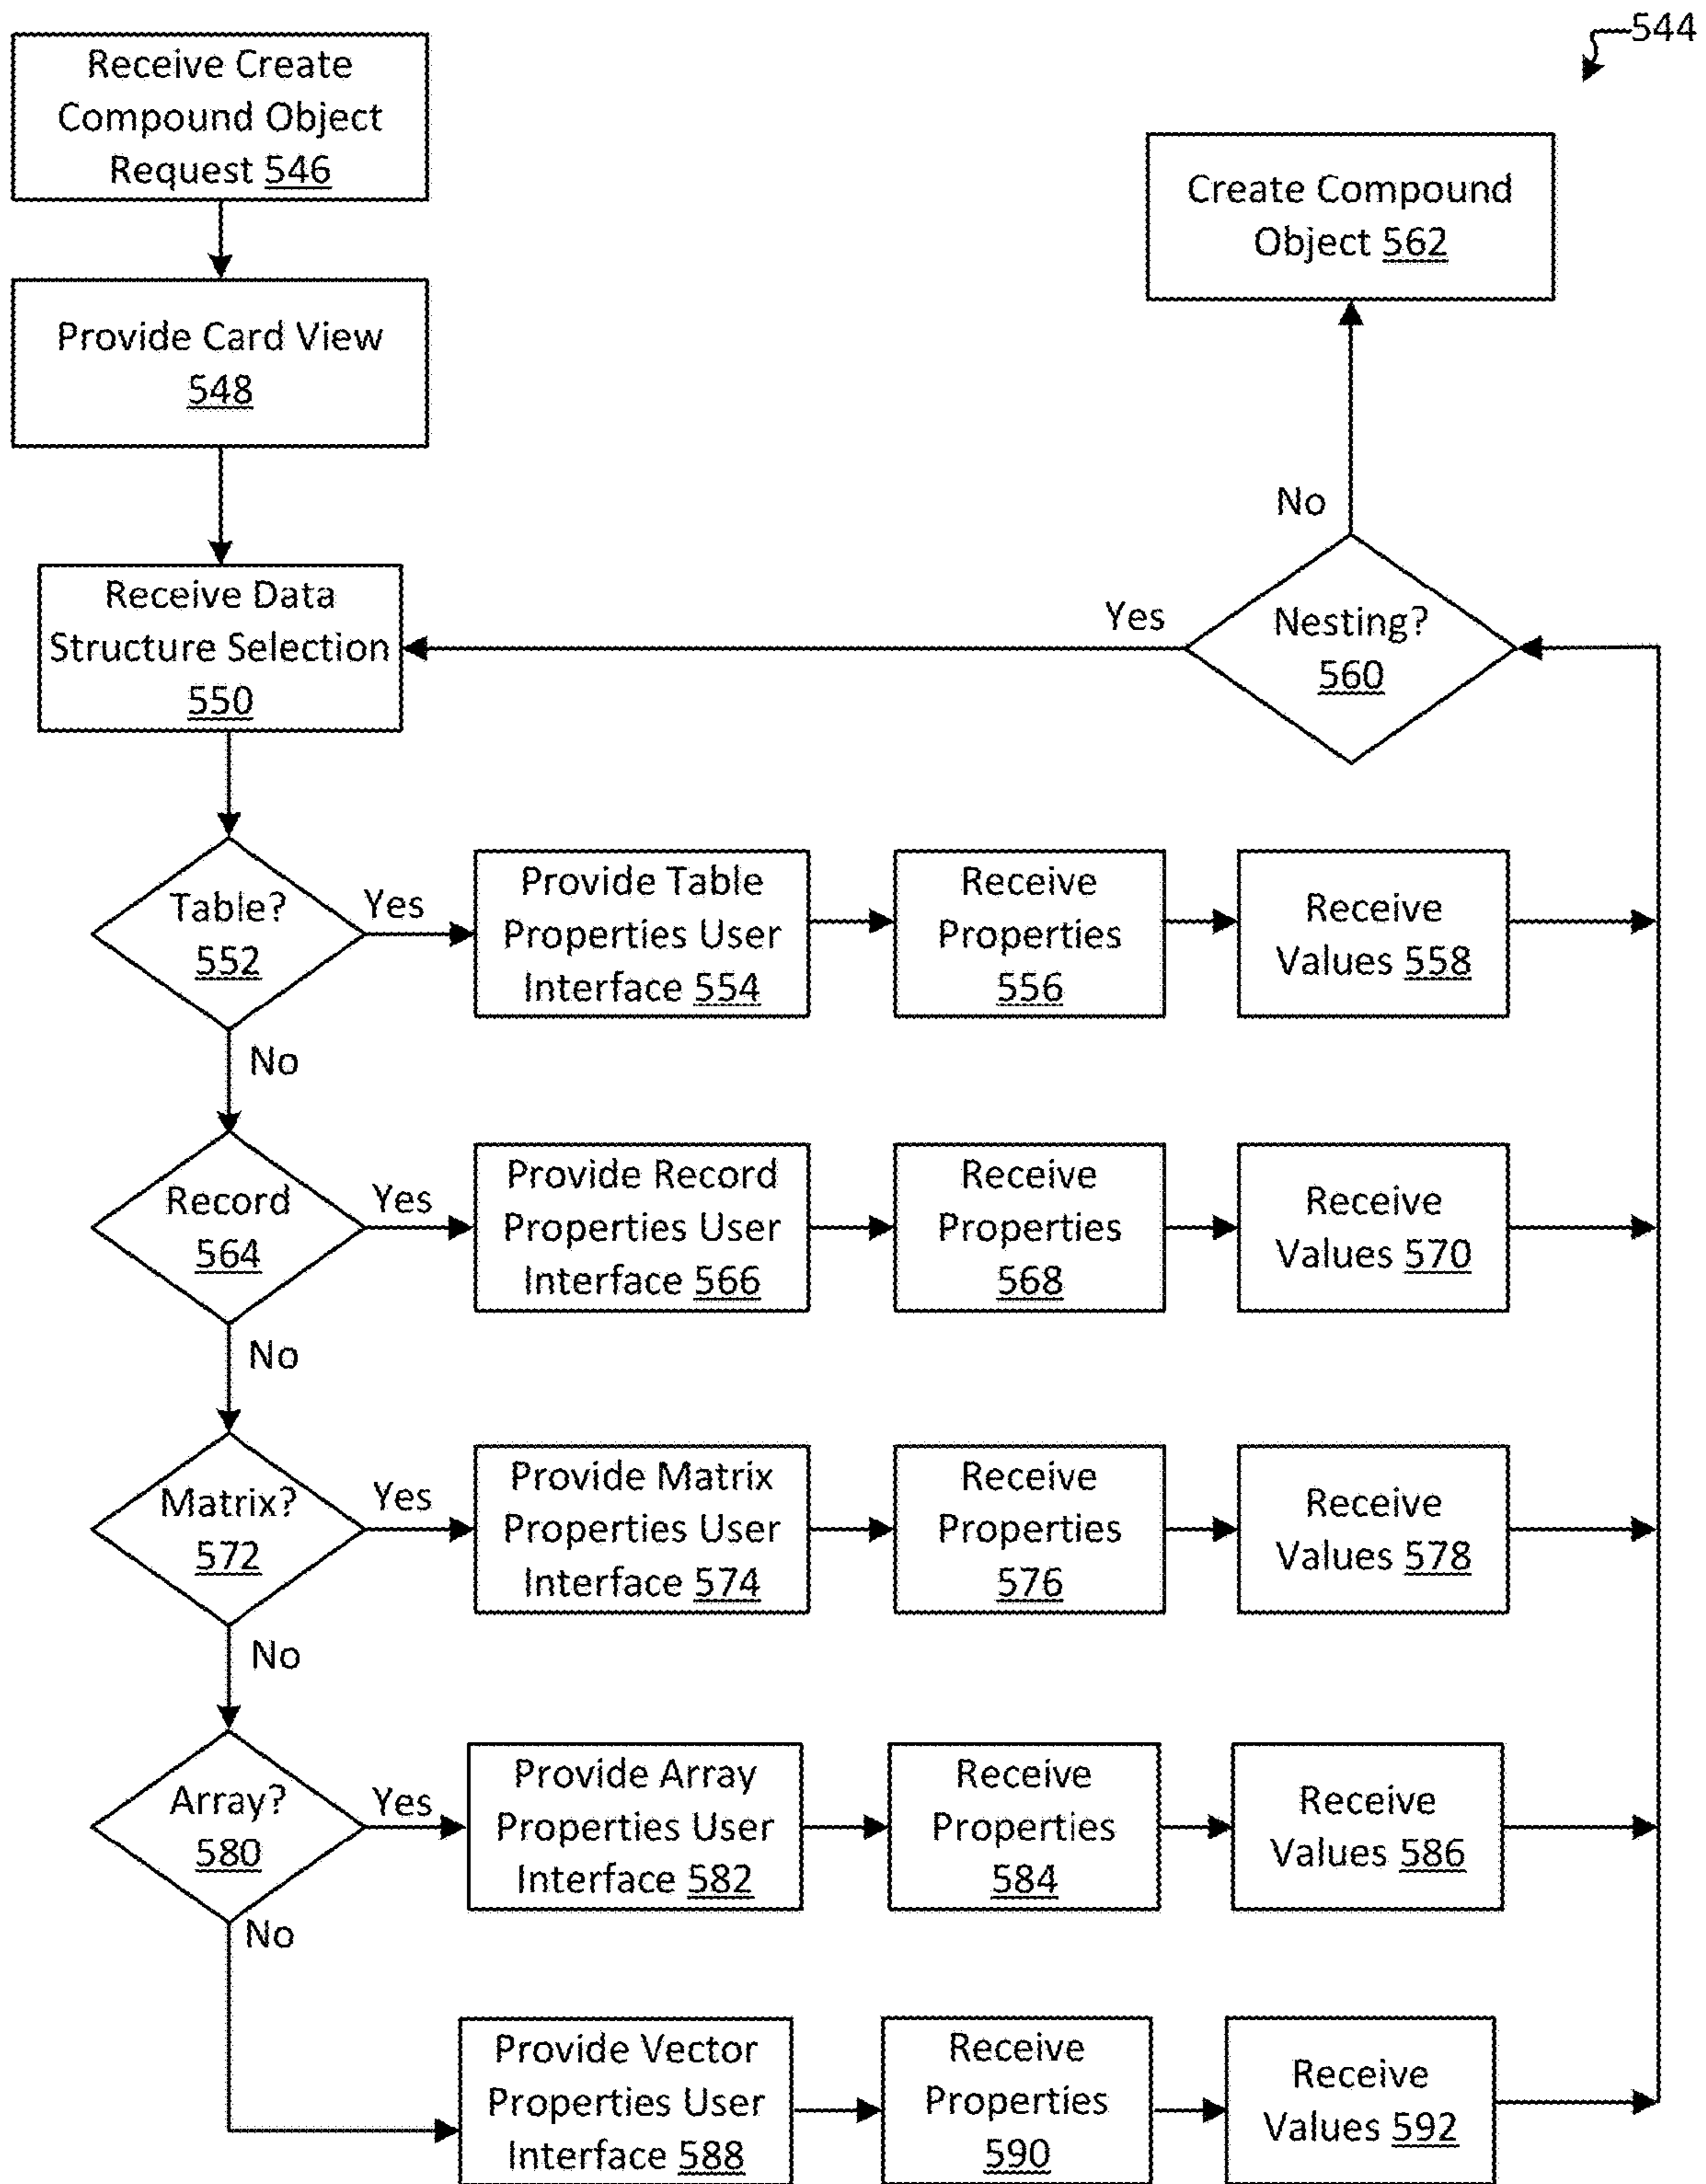 544
Receive Create
Compound Object
Request 546
Create Compound
Object 562
Provide Card View
548
No
Receive Data
Structure Selection
550
Yes
Nesting?
560
Table?
552
Yes
Provide Table
Properties User
Interface 554
Receive
Properties
556
Receive
Values 558
No
Record
564
Yes
Provide Record
Properties User
Interface 566
Receive
Properties
568
Receive
Values 570
No
Matrix?
572
Yes
Provide Matrix
Properties User
Interface 574
Receive
Properties
576
Receive
Values 578
No
Array?
580
Yes
Provide Array
Properties User
Interface 582
Receive
Properties
584
Receive
Values 586
No
Provide Vector
Properties User
Interface 588
Receive
Properties
590
Receive
Values 592